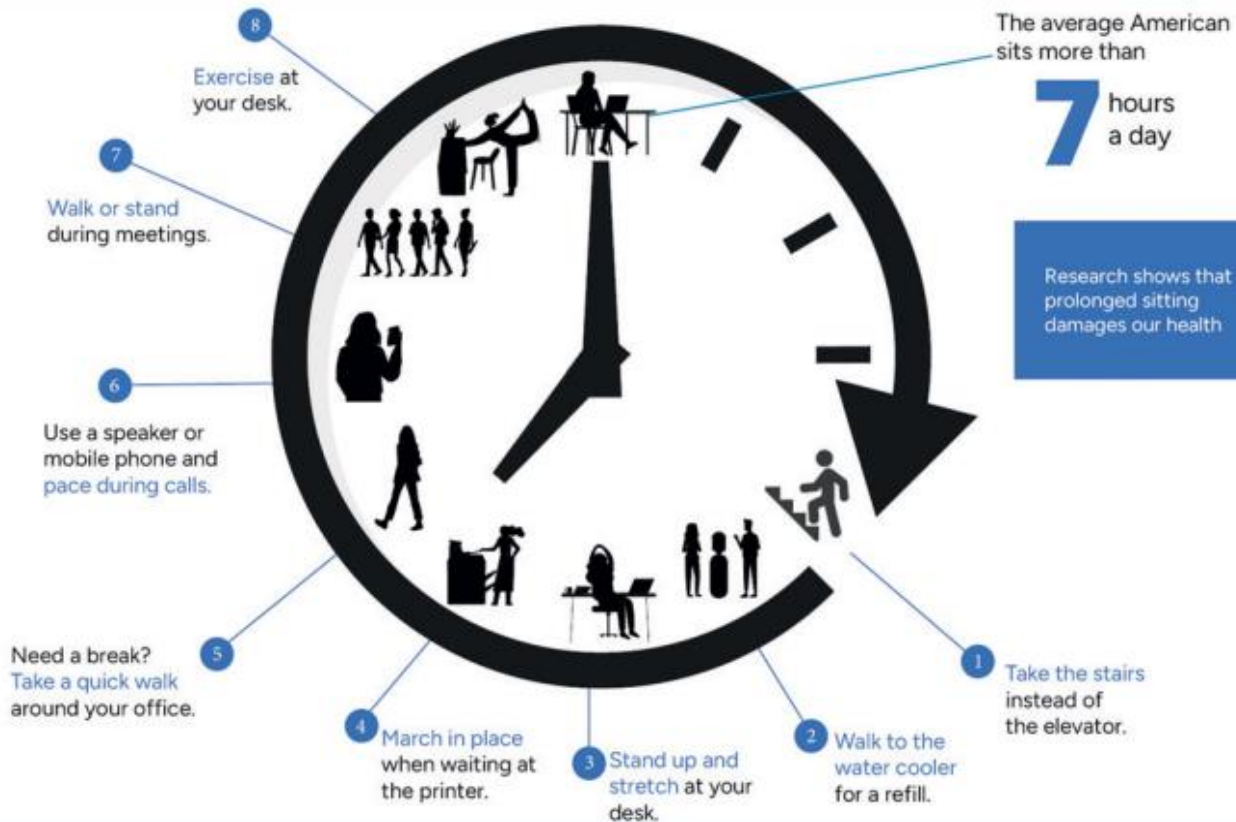 The average American
sits more than
7 hours
a day
Research shows that
prolonged sitting
damages our health
1
Take the stairs
instead of
the elevator.
2
Walk to the
water cooler
for a refill.
3
Stand up and
stretch at your
desk.
4
March in place
when waiting at
the printer.
5
Need a break?
Take a quick walk
around your office.
6
Use a speaker or
mobile phone and
pace during calls.
7
Walk or stand
during meetings.
8
Exercise at
your desk.